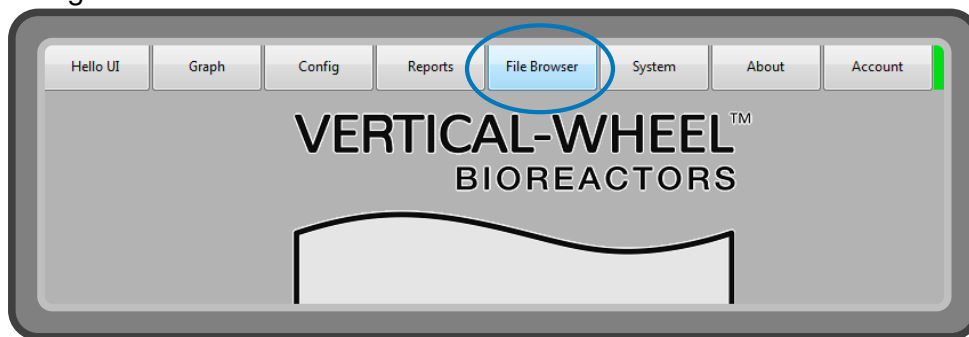 Hello UI Graph Config Reports File Browser System About Account
VERTICAL-WHEEL™
BIOREACTORS